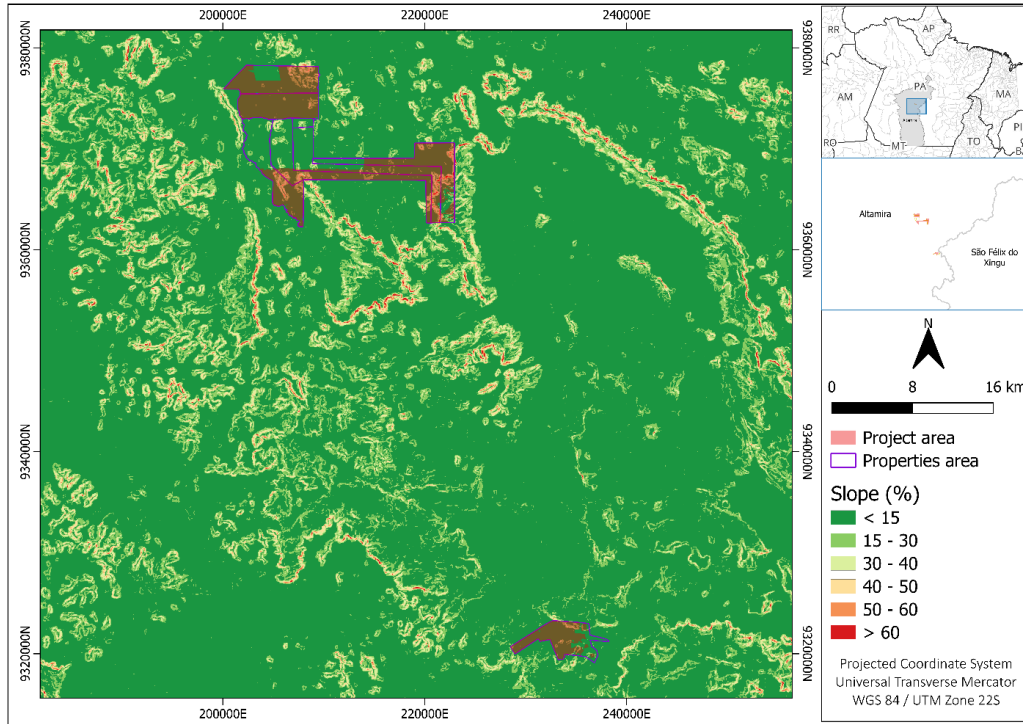 200000E
220000E
240000E
9380000N
9360000N
9340000N
9320000N
9380000N
9360000N
9340000N
9320000N
200000E
220000E
240000E
RR
AP
AM
PA
MA
PI
RO
MT
TO
BA
Altamira
São Félix do
Xingu
N
0 8 16 km
Project area
Properties area
Slope (%)
< 15
15 - 30
30 - 40
40 - 50
50 - 60
> 60
Projected Coordinate System
Universal Transverse Mercator
WGS 84 / UTM Zone 22S